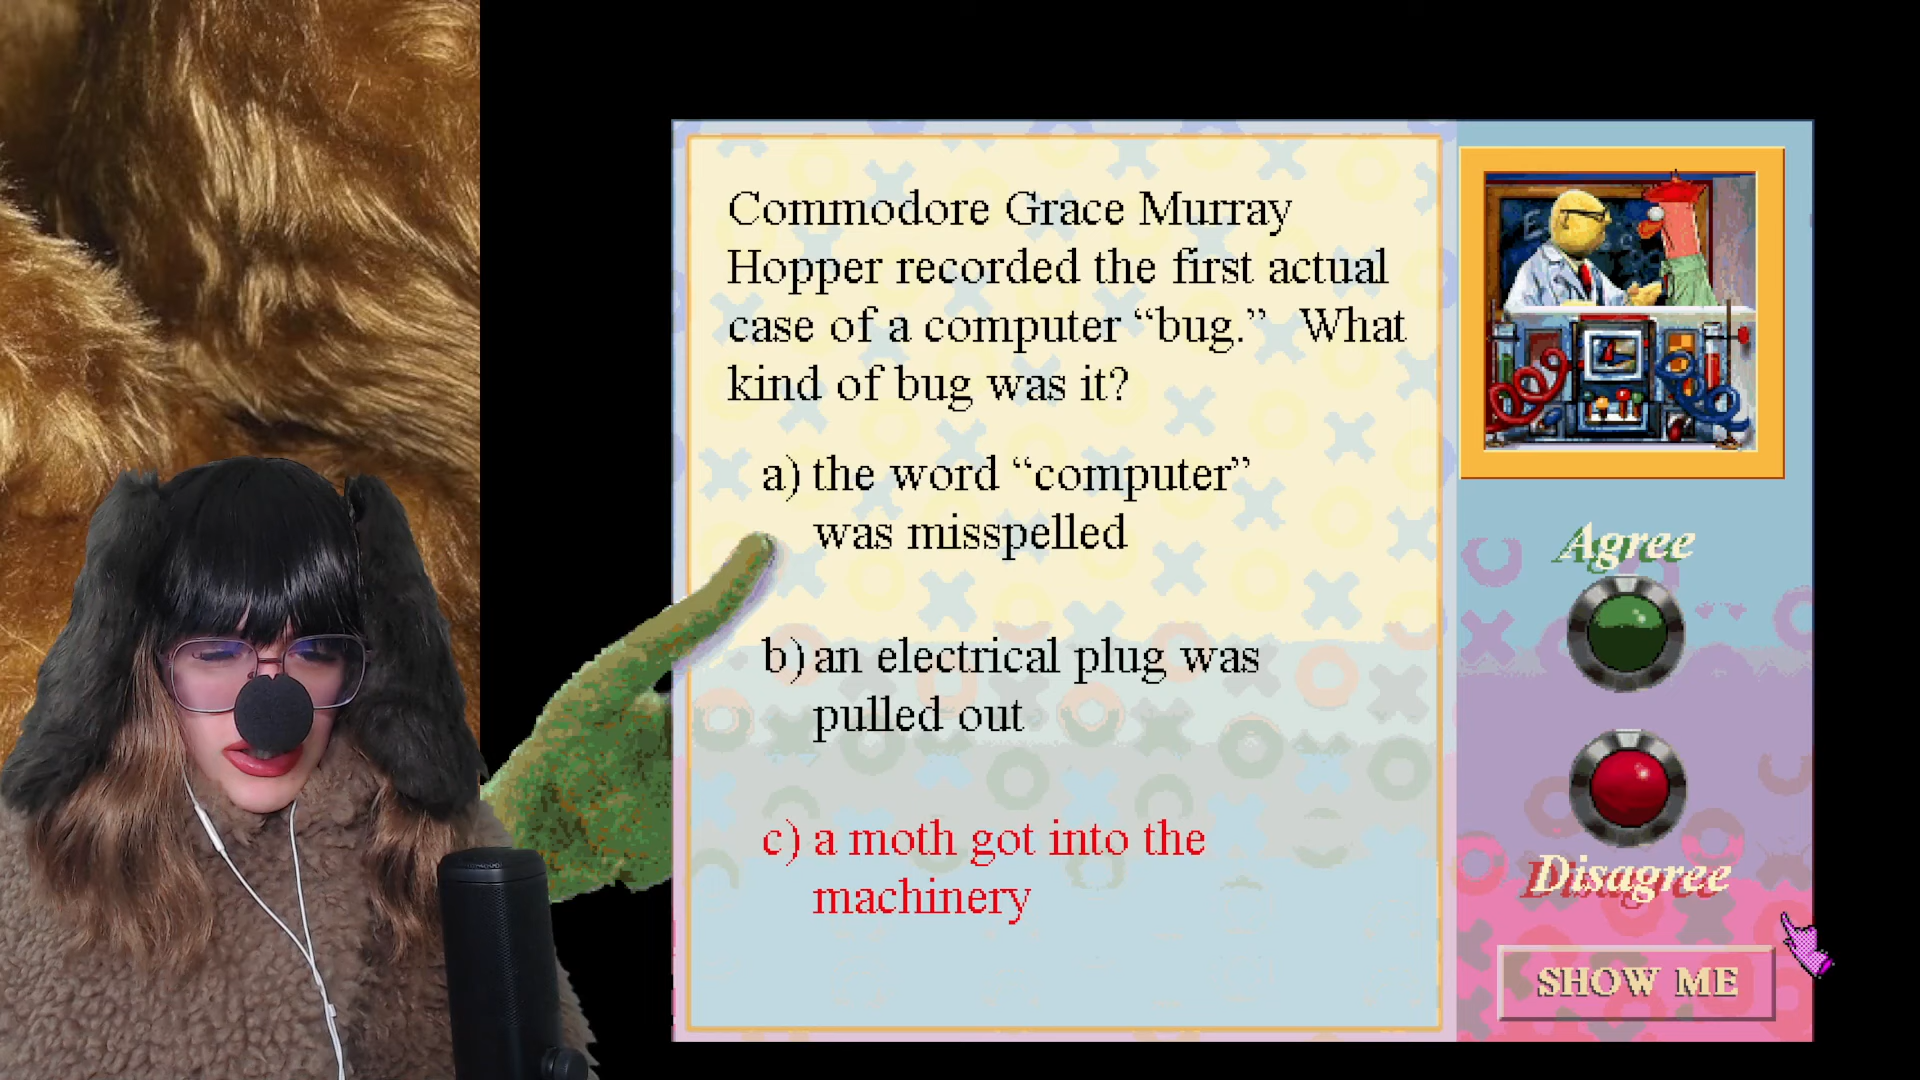 Commodore Grace Murray
Hopper recorded the first actual
case of a computer “bug.” What
kind of bug was it?
a) the word “computer”
was misspelled
b) an electrical plug was
pulled out
c) a moth got into the
machinery
Agree
Disagree
SHOW ME